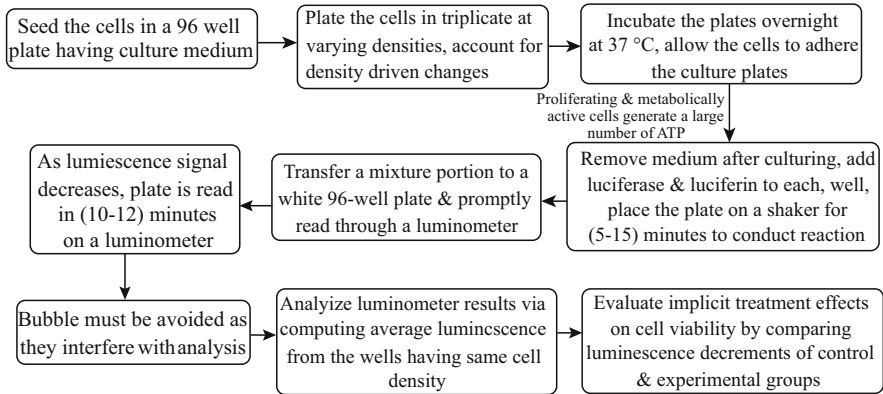 Seed the cells in a 96 well
plate having culture medium
Plate the cells in triplicate at
varying densities, account for
density driven changes
Incubate the plates overnight
at 37 °C, allow the cells to adhere
the culture plates
Proliferating & metabolically
active cells generate a large
number of ATP
Remove medium after culturing, add
luciferase & luciferin to each, well,
place the plate on a shaker for
(5-15) minutes to conduct reaction
Transfer a mixture portion to a
white 96-well plate & promptly
read through a luminometer
As lumiescence signal
decreases, plate is read
in (10-12) minutes
on a luminometer
Bubble must be avoided as
they interfere with analysis
Analyize luminometer results via
computing average lumincscence
from the wells having same cell
density
Evaluate implicit treatment effects
on cell viability by comparing
luminescence decrements of control
& experimental groups